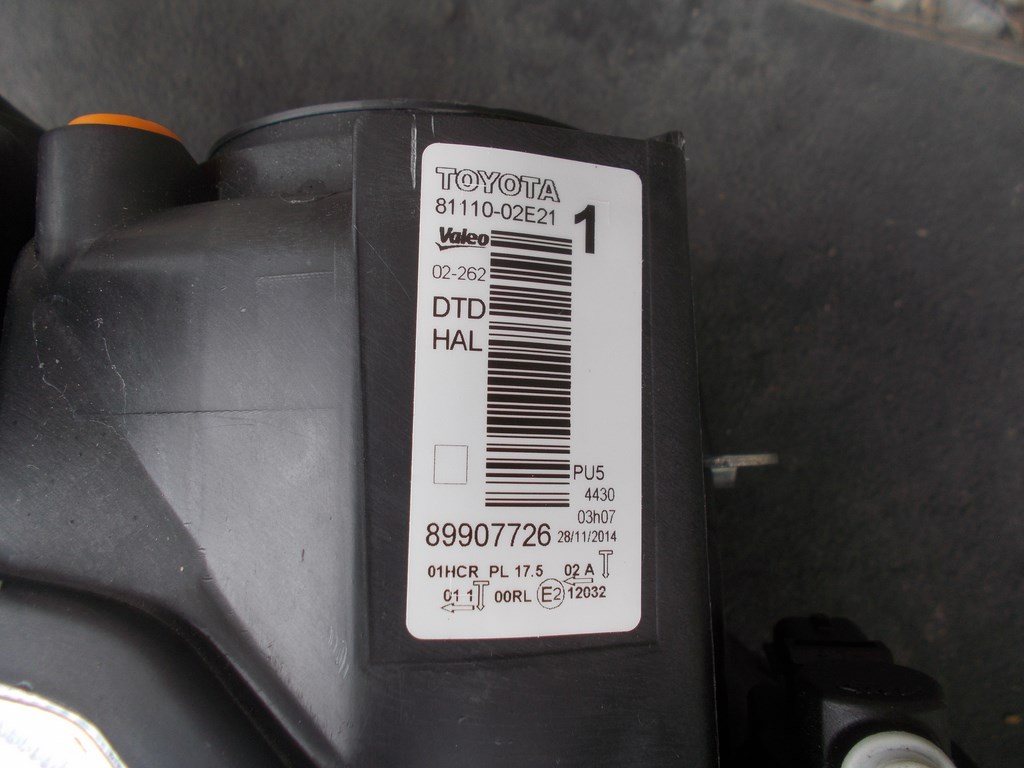 TOYOTA
81110-02E21
1
Valeo
02-262
DTD
HAL
PU5
4430
03h07
89907726 28/11/2014
01HCR PL 17.5 02 A
01 1 00RL E2 12032